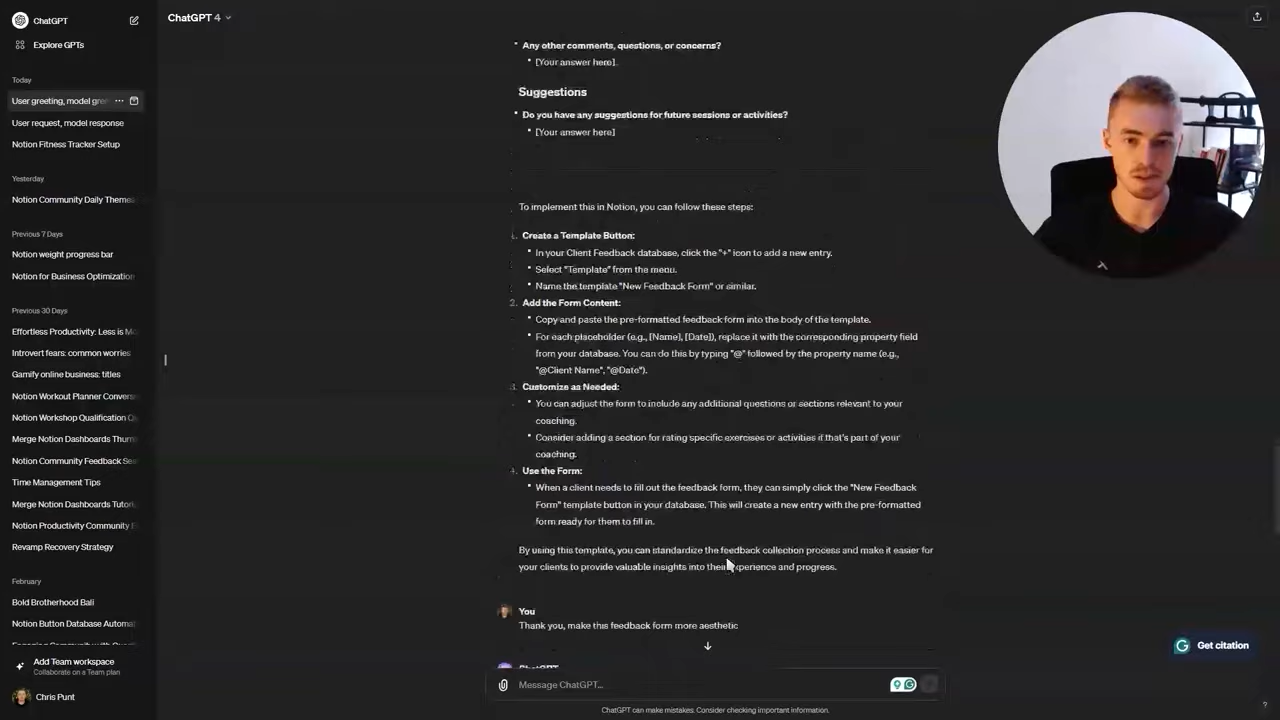 ChatGPT
Explore GPTs
Today
User greeting, model gree
User request, model response
Notion Fitness Tracker Setup
Yesterday
Notion Community Daily Themes
Previous 7 Days
Notion weight progress bar
Notion for Business Optimization
Previous 30 Days
Effortless Productivity: Less is Mo
Introvert fears: common worries
Gamify online business: titles
Notion Workout Planner Convers
Notion Workshop Qualification Qu
Merge Notion Dashboards Thum
Notion Community Feedback Ses
Time Management Tips
Merge Notion Dashboards Tutori
Notion Productivity Community E
Revamp Recovery Strategy
February
Bold Brotherhood Bali
Notion Button Database Automa
Add Team workspace
Collaborate on a Team plan
Chris Punt
ChatGPT 4
Any other comments, questions, or concerns?
[Your answer here]
Suggestions
Do you have any suggestions for future sessions or activities?
[Your answer here]
To implement this in Notion, you can follow these steps:
1. Create a Template Button:
In your Client Feedback database, click the "+" icon to add a new entry.
Select "Template" from the menu.
Name the template "New Feedback Form" or similar.
2. Add the Form Content:
Copy and paste the pre-formatted feedback form into the body of the template.
For each placeholder (e.g., [Name], [Date]), replace it with the corresponding property field
from your database. You can do this by typing "@" followed by the property name (e.g.,
"@Client Name", "@Date").
3. Customize as Needed:
You can adjust the form to include any additional questions or sections relevant to your
coaching.
Consider adding a section for rating specific exercises or activities if that's part of your
coaching.
4. Use the Form:
When a client needs to fill out the feedback form, they can simply click the "New Feedback
Form" template button in your database. This will create a new entry with the pre-formatted
form ready for them to fill in.
By using this template, you can standardize the feedback collection process and make it easier for
your clients to provide valuable insights into their experience and progress.
You
Thank you, make this feedback form more aesthetic
ChatGPT
Message ChatGPT...
ChatGPT can make mistakes. Consider checking important information.
Get citation
?